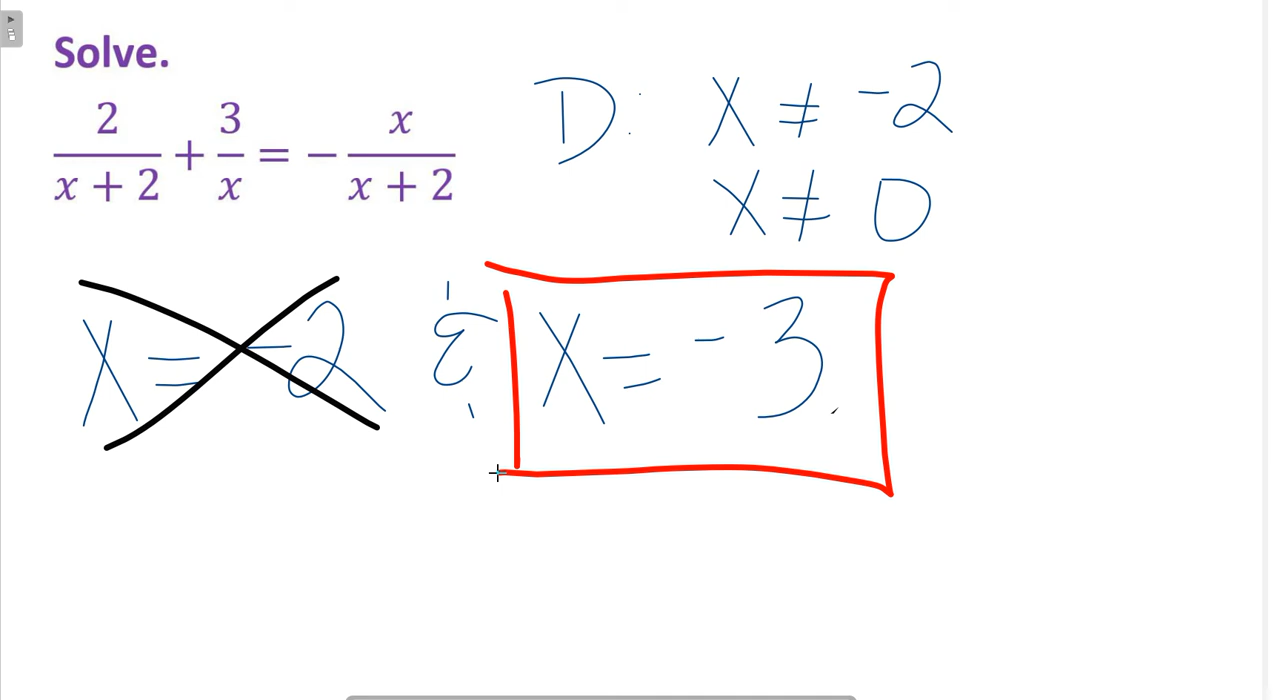 Solve.
2/(x + 2) + 3/x = − x/(x + 2)
D: X ≠ -2
X ≠ 0
X = -2 & X = -3.